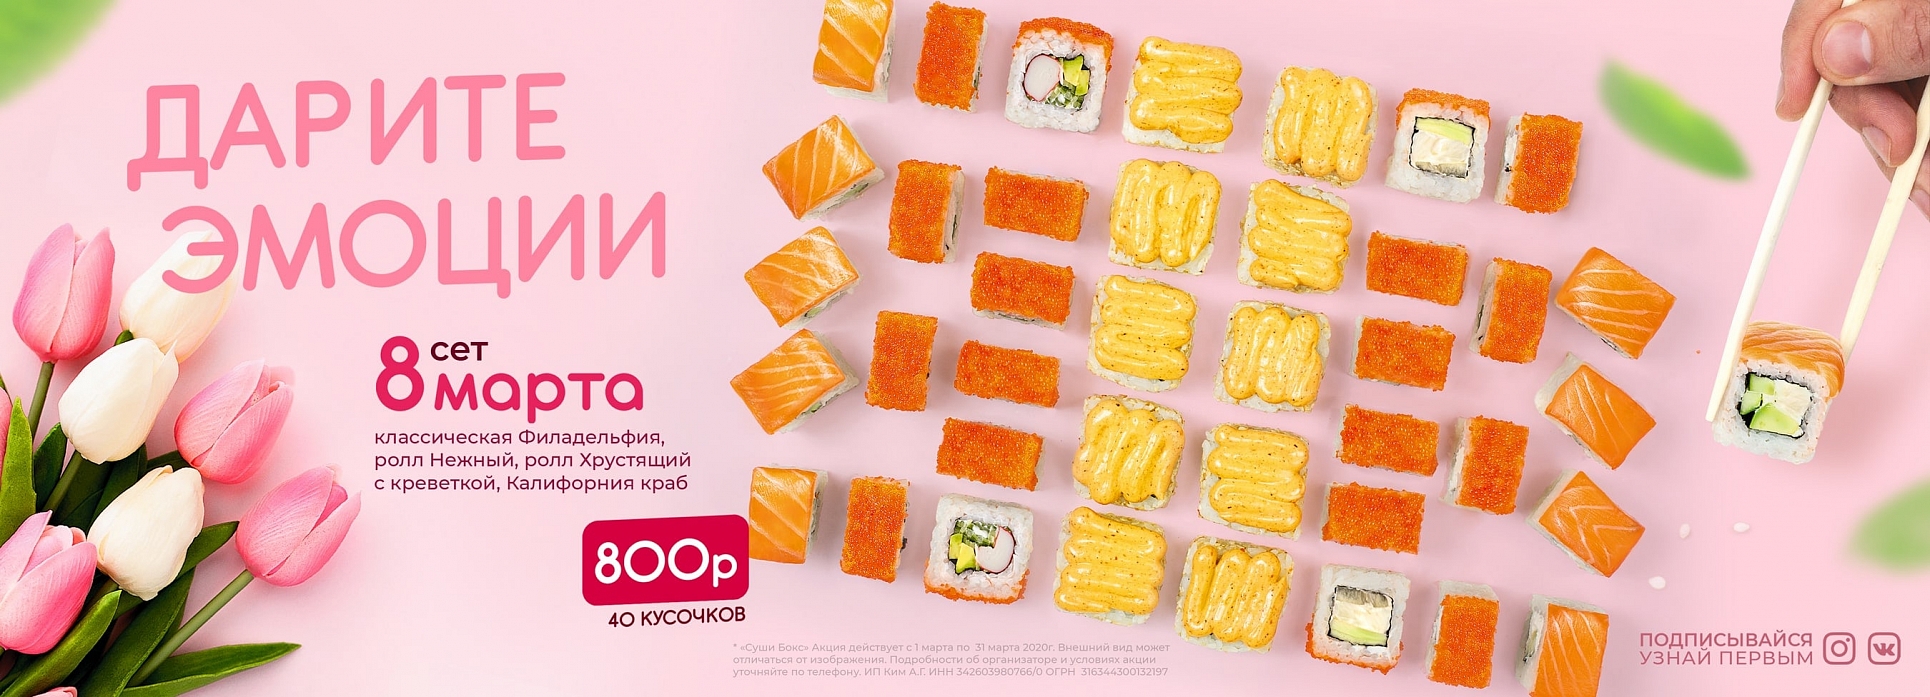 ДАРИТЕ
ЭМОЦИИ
8 сет
марта
классическая Филадельфия,
ролл Нежный, ролл Хрустящий
с креветкой, Калифорния краб
800р
40 КУСОЧКОВ
* «Суши Бокс» Акция действует с 1 марта по 31 марта 2020г. Внешний вид может
отличаться от изображения. Подробности об организаторе и условиях акции
уточняйте по телефону. ИП Ким А.Г. ИНН 342603980766/0 ОГРН 316344300132197
ПОДПИСЫВАЙСЯ
УЗНАЙ ПЕРВЫМ